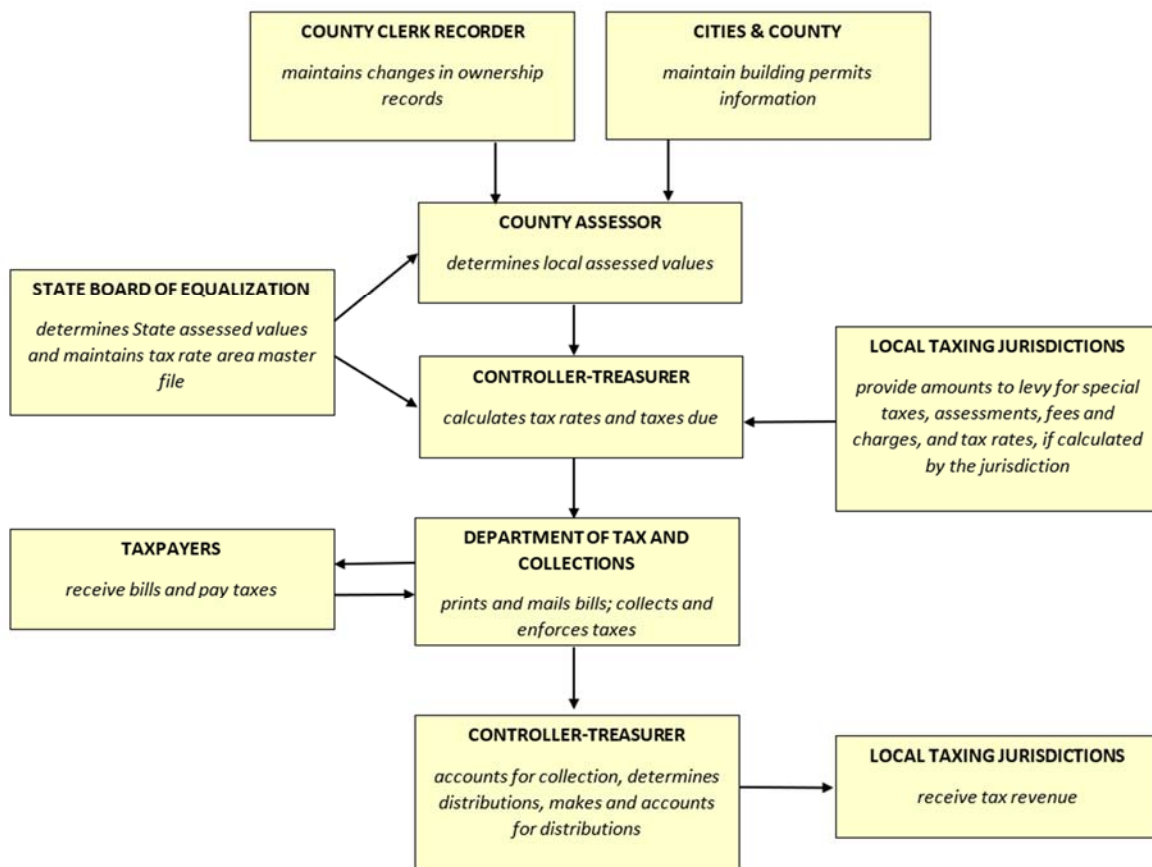 COUNTY CLERK RECORDER
maintains changes in ownership
records
CITIES & COUNTY
maintain building permits
information
COUNTY ASSESSOR
determines local assessed values
STATE BOARD OF EQUALIZATION
determines State assessed values
and maintains tax rate area master
file
CONTROLLER-TREASURER
calculates tax rates and taxes due
LOCAL TAXING JURISDICTIONS
provide amounts to levy for special
taxes, assessments, fees and
charges, and tax rates, if calculated
by the jurisdiction
TAXPAYERS
receive bills and pay taxes
DEPARTMENT OF TAX AND
COLLECTIONS
prints and mails bills; collects and
enforces taxes
CONTROLLER-TREASURER
accounts for collection, determines
distributions, makes and accounts
for distributions
LOCAL TAXING JURISDICTIONS
receive tax revenue